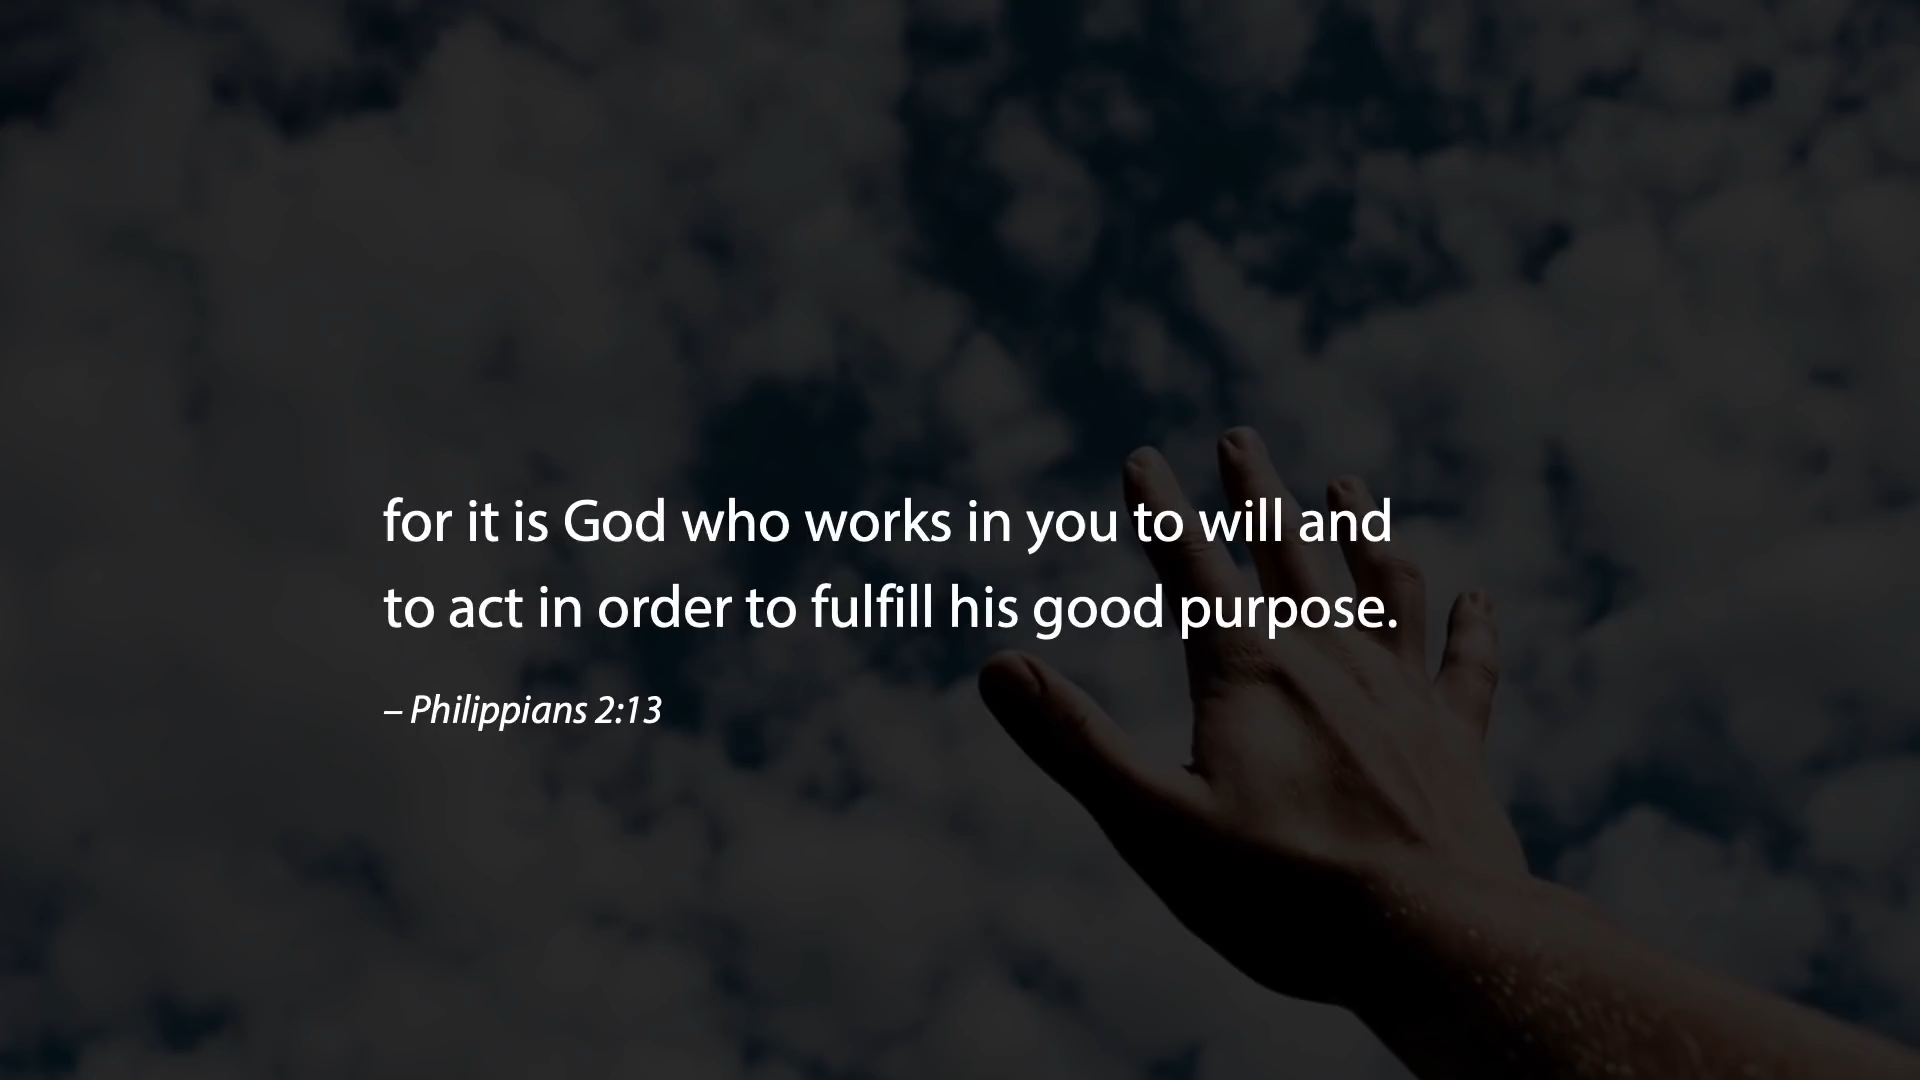 for it is God who works in you to will and
to act in order to fulfill his good purpose.
– Philippians 2:13